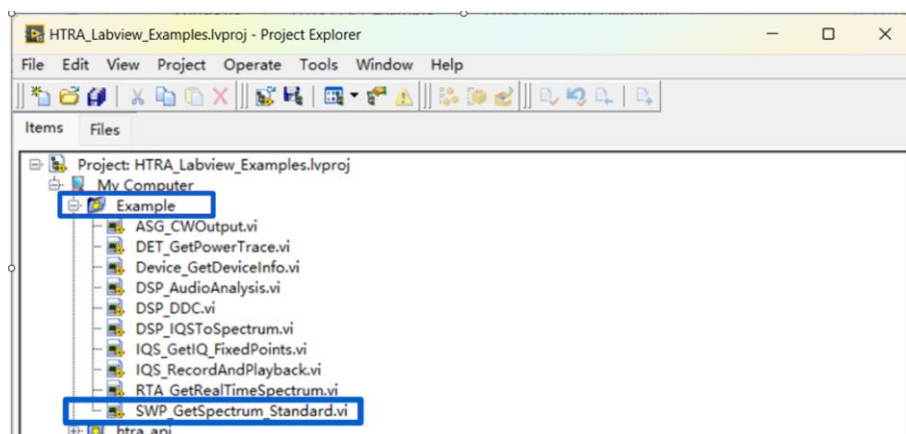 HTRA_Labview_Examples.lvproj - Project Explorer
File Edit View Project Operate Tools Window Help
Items Files
Project: HTRA_Labview_Examples.lvproj
My Computer
Example
ASG_CWOutput.vi
DET_GetPowerTrace.vi
Device_GetDeviceInfo.vi
DSP_AudioAnalysis.vi
DSP_DDC.vi
DSP_IQSToSpectrum.vi
IQS_GetIQ_FixedPoints.vi
IQS_RecordAndPlayback.vi
RTA_GetRealTimeSpectrum.vi
SWP_GetSpectrum_Standard.vi
htra_api